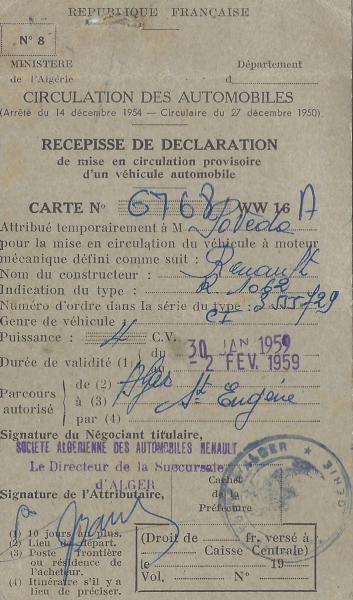 REPUBLIQUE FRANÇAISE
N° 8
MINISTERE
de l'Algérie
Département
d
CIRCULATION DES AUTOMOBILES
(Arrêté du 14 décembre 1954 — Circulaire du 27 décembre 1950)
RECEPISSE DE DECLARATION
de mise en circulation provisoire
d'un véhicule automobile
CARTE N° 6768 WW 16 A
Attribué temporairement à M Poveda
pour la mise en circulation du véhicule à moteur
mécanique défini comme suit :
Nom du constructeur : Renault
Indication du type : R 1062
Numéro d'ordre dans la série du type :
Genre de véhicule : CI
Puissance : 4 C.V.
Durée de validité (1) du 30 JAN 1959
au 2 FEV. 1959
Parcours autorisé
de (2) Alger
à (3) St Eugène
par (4)
Signature du Négociant titulaire,
SOCIETE ALGERIENNE DES AUTOMOBILES RENAULT
Le Directeur de la Succursale
d'ALGER
ALGER
Cachet
de la
Préfecture
Signature de l'Attributaire,
(1) 10 jours au plus.
(2) Lieu de départ.
(3) Poste frontière
ou résidence de
l'acheteur.
(4) Itinéraire s'il y a
lieu de préciser.
(Droit de fr. versé à
Caisse Centrale)
le 19
Vol. N°